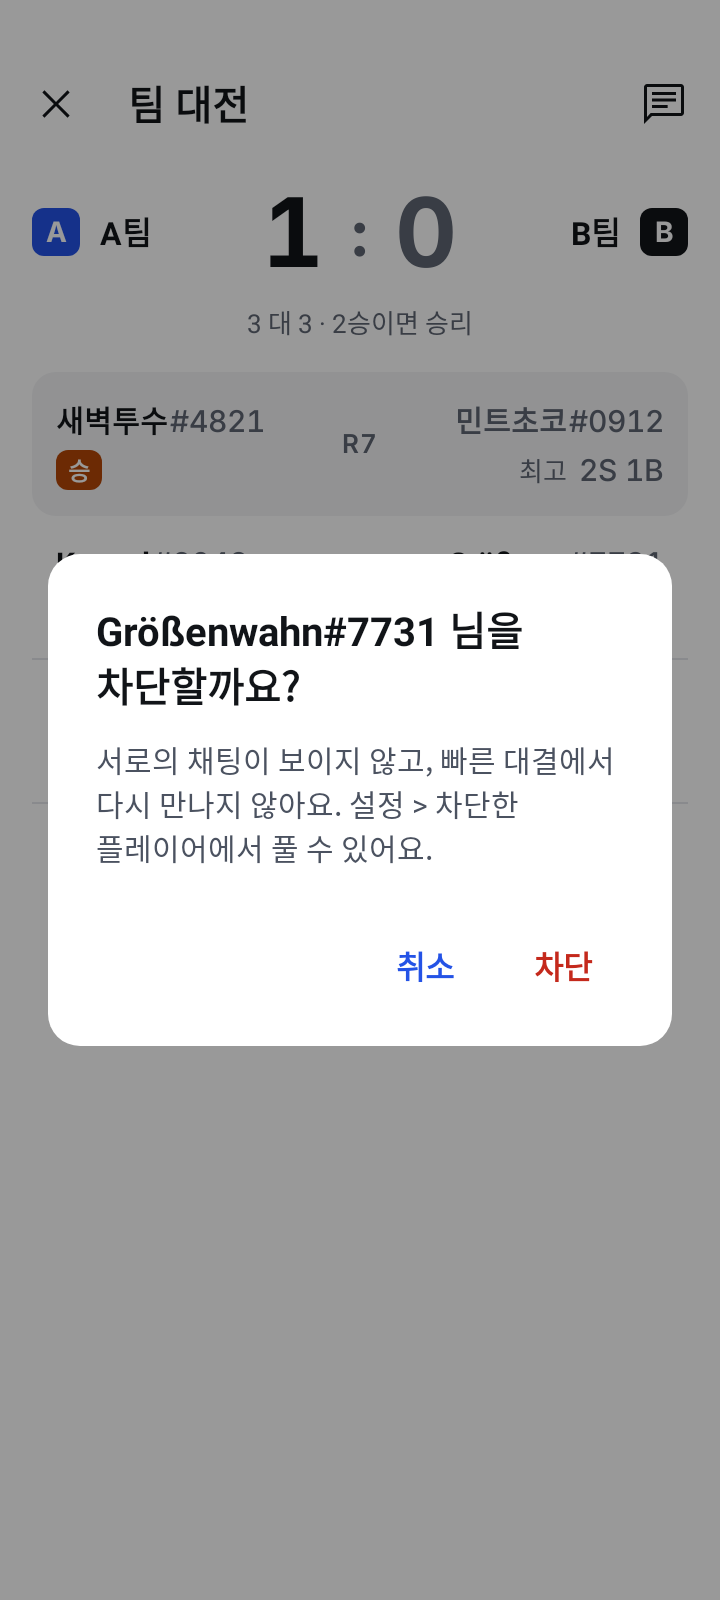 팀 대전
A A팀 1 : 0 B팀 B
3 대 3 · 2승이면 승리
새벽투수#4821 R7 민트초코#0912
승 최고 2S 1B
Größenwahn#7731 님을
차단할까요?
서로의 채팅이 보이지 않고, 빠른 대결에서
다시 만나지 않아요. 설정 > 차단한
플레이어에서 풀 수 있어요.
취소 차단